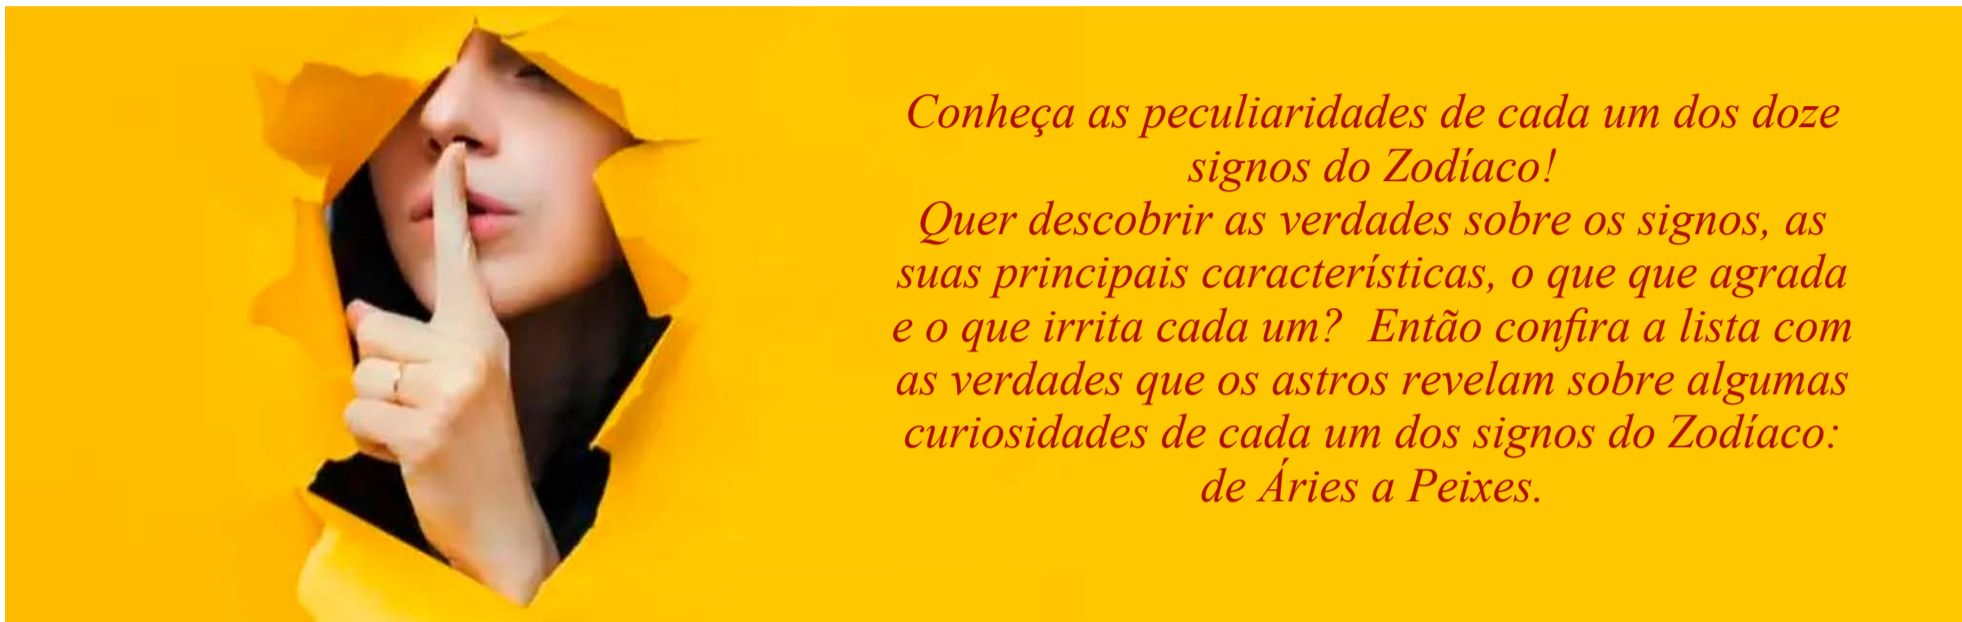 Conheça as peculiaridades de cada um dos doze
signos do Zodíaco!
Quer descobrir as verdades sobre os signos, as
suas principais características, o que que agrada
e o que irrita cada um?  Então confira a lista com
as verdades que os astros revelam sobre algumas
curiosidades de cada um dos signos do Zodíaco:
de Áries a Peixes.